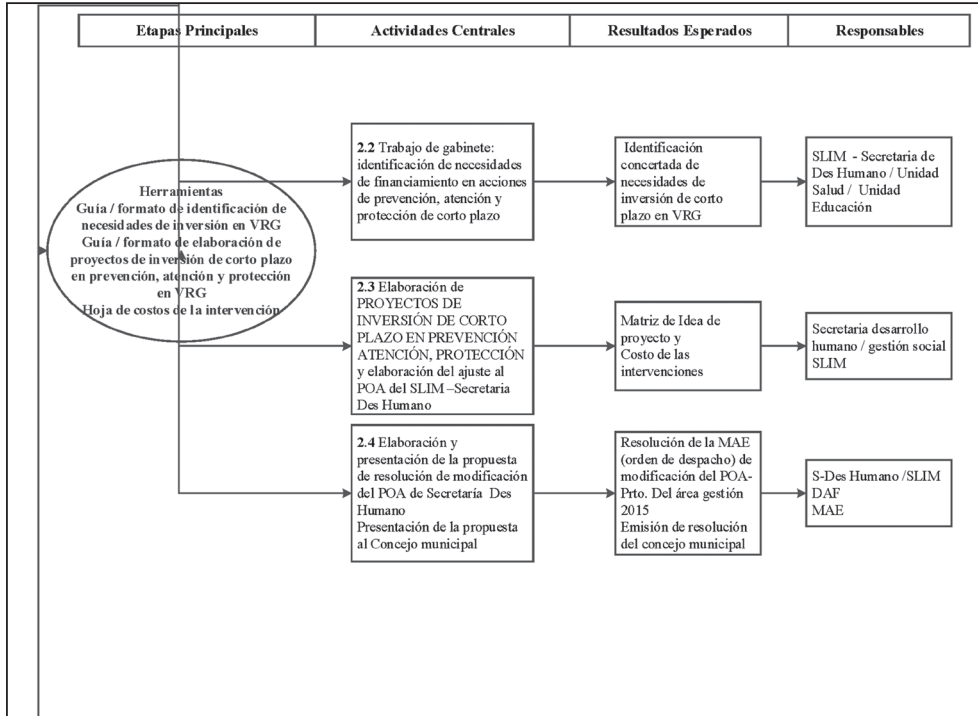 Etapas Principales
Actividades Centrales
Resultados Esperados
Responsables
Herramientas
Guía / formato de identificación de
necesidades de inversión en VRG
Guía / formato de elaboración de
proyectos de inversión de corto plazo
en prevención, atención y protección
en VRG
Hoja de costos de la intervención
2.2 Trabajo de gabinete:
identificación de necesidades
de financiamiento en acciones
de prevención, atención y
protección de corto plazo
Identificación
concertada de
necesidades de
inversión de corto
plazo en VRG
SLIM - Secretaria de
Des Humano / Unidad
Salud / Unidad
Educación
2.3 Elaboración de
PROYECTOS DE
INVERSIÓN DE CORTO
PLAZO EN PREVENCIÓN
ATENCIÓN, PROTECCIÓN
y elaboración del ajuste al
POA del SLIM –Secretaria
Des Humano
Matriz de Idea de
proyecto y
Costo de las
intervenciones
Secretaria desarrollo
humano / gestión social
SLIM
2.4 Elaboración y
presentación de la propuesta
de resolución de modificación
del POA de Secretaría Des
Humano
Presentación de la propuesta
al Concejo municipal
Resolución de la MAE
(orden de despacho) de
modificación del POA-
Prto. Del área gestión
2015
Emisión de resolución
del concejo municipal
S-Des Humano /SLIM
DAF
MAE